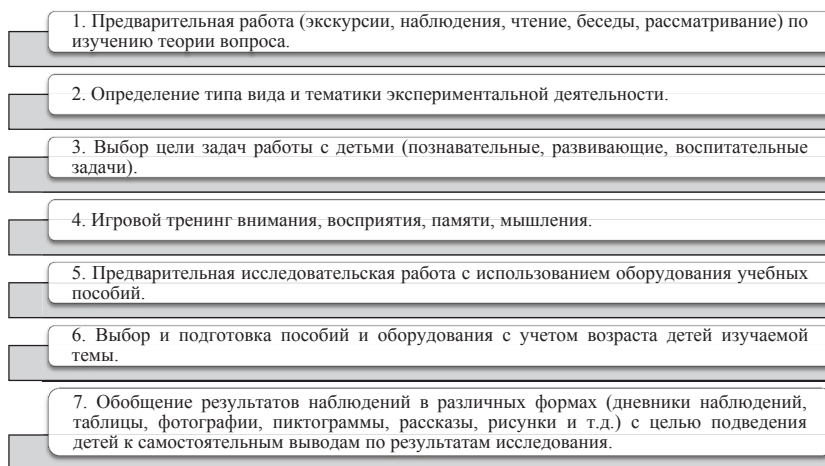 1. Предварительная работа (экскурсии, наблюдения, чтение, беседы, рассматривание) по
изучению теории вопроса.
2. Определение типа вида и тематики экспериментальной деятельности.
3. Выбор цели задач работы с детьми (познавательные, развивающие, воспитательные
задачи).
4. Игровой тренинг внимания, восприятия, памяти, мышления.
5. Предварительная исследовательская работа с использованием оборудования учебных
пособий.
6. Выбор и подготовка пособий и оборудования с учетом возраста детей изучаемой
темы.
7. Обобщение результатов наблюдений в различных формах (дневники наблюдений,
таблицы, фотографии, пиктограммы, рассказы, рисунки и т.д.) с целью подведения
детей к самостоятельным выводам по результатам исследования.